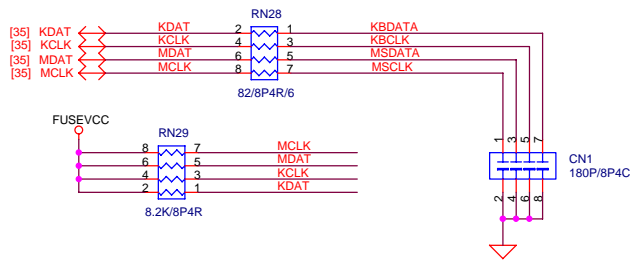 RN28
[35] KDAT KDAT 2 1 KBDATA
[35] KCLK KCLK 4 3 KBCLK
[35] MDAT MDAT 6 5 MSDATA
[35] MCLK MCLK 8 7 MSCLK
82/8P4R/6
FUSEVCC
RN29
8 7 MCLK
6 5 MDAT
4 3 KCLK
2 1 KDAT
8.2K/8P4R
1 3 5 7
CN1
180P/8P4C
2 4 6 8